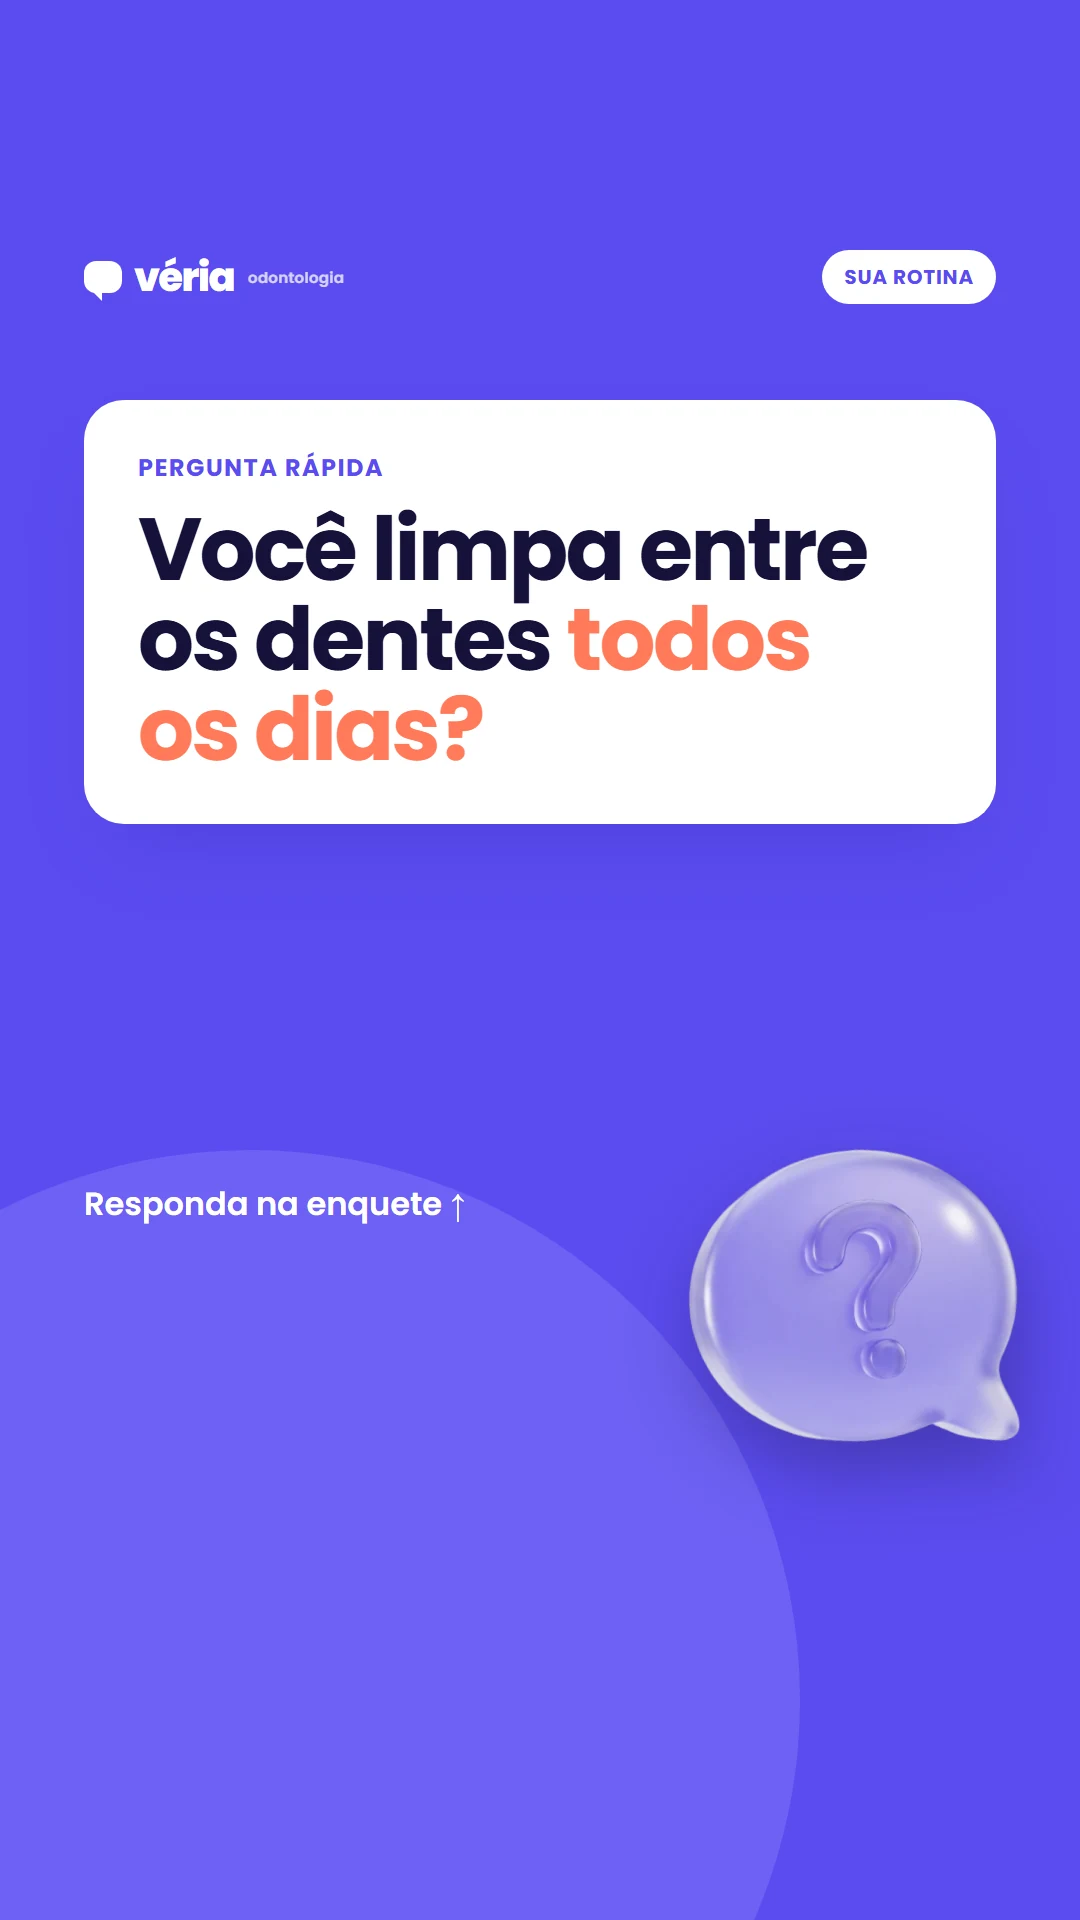 véria odontologia
SUA ROTINA
PERGUNTA RÁPIDA
Você limpa entre
os dentes todos
os dias?
Responda na enquete ↑
?